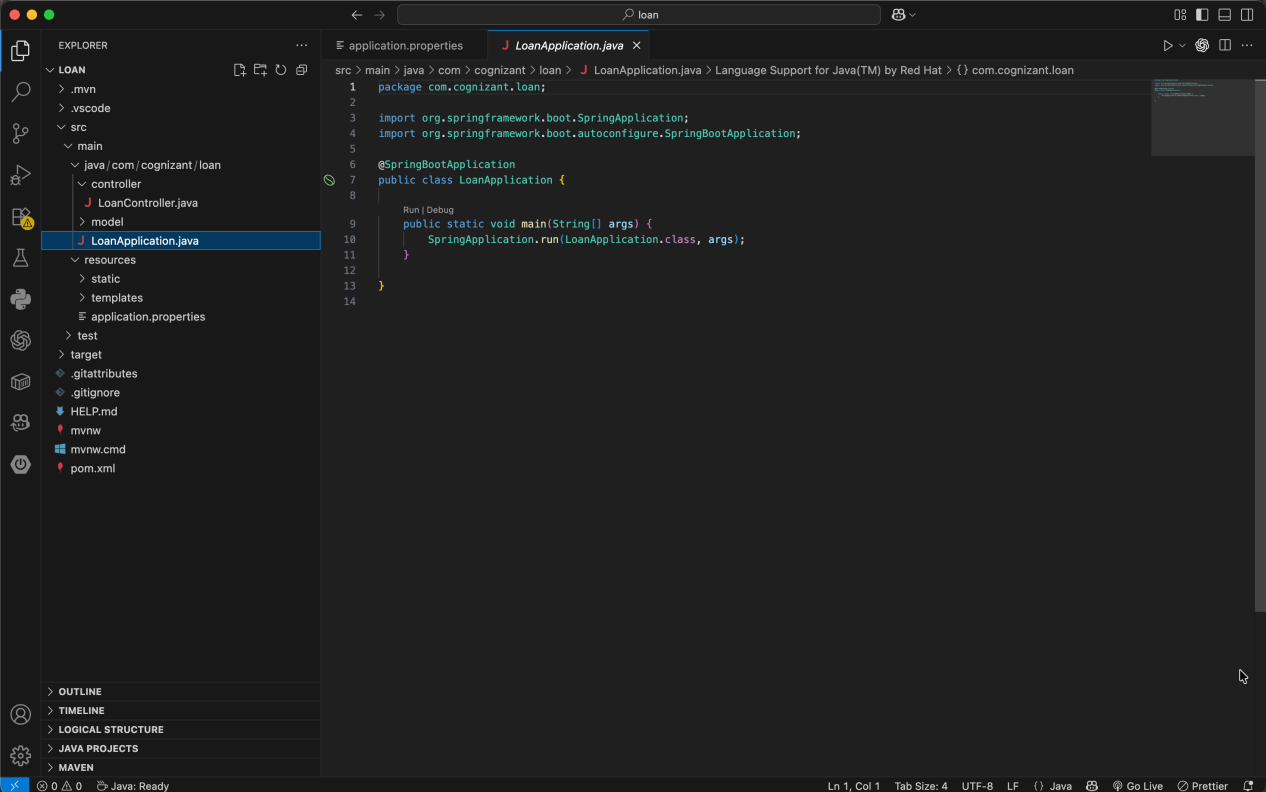 loan
EXPLORER
LOAN
.mvn
.vscode
src
main
java/com/cognizant/loan
controller
J LoanController.java
model
J LoanApplication.java
resources
static
templates
application.properties
test
target
.gitattributes
.gitignore
HELP.md
mvnw
mvnw.cmd
pom.xml
OUTLINE
TIMELINE
LOGICAL STRUCTURE
JAVA PROJECTS
MAVEN
application.properties
J LoanApplication.java
src > main > java > com > cognizant > loan > J LoanApplication.java > Language Support for Java(TM) by Red Hat > {} com.cognizant.loan
1 package com.cognizant.loan;
2
3 import org.springframework.boot.SpringApplication;
4 import org.springframework.boot.autoconfigure.SpringBootApplication;
5
6 @SpringBootApplication
7 public class LoanApplication {
8
Run | Debug
9 public static void main(String[] args) {
10 SpringApplication.run(LoanApplication.class, args);
11 }
12
13 }
14
0 0 Java: Ready
Ln 1, Col 1 Tab Size: 4 UTF-8 LF {} Java Go Live Prettier